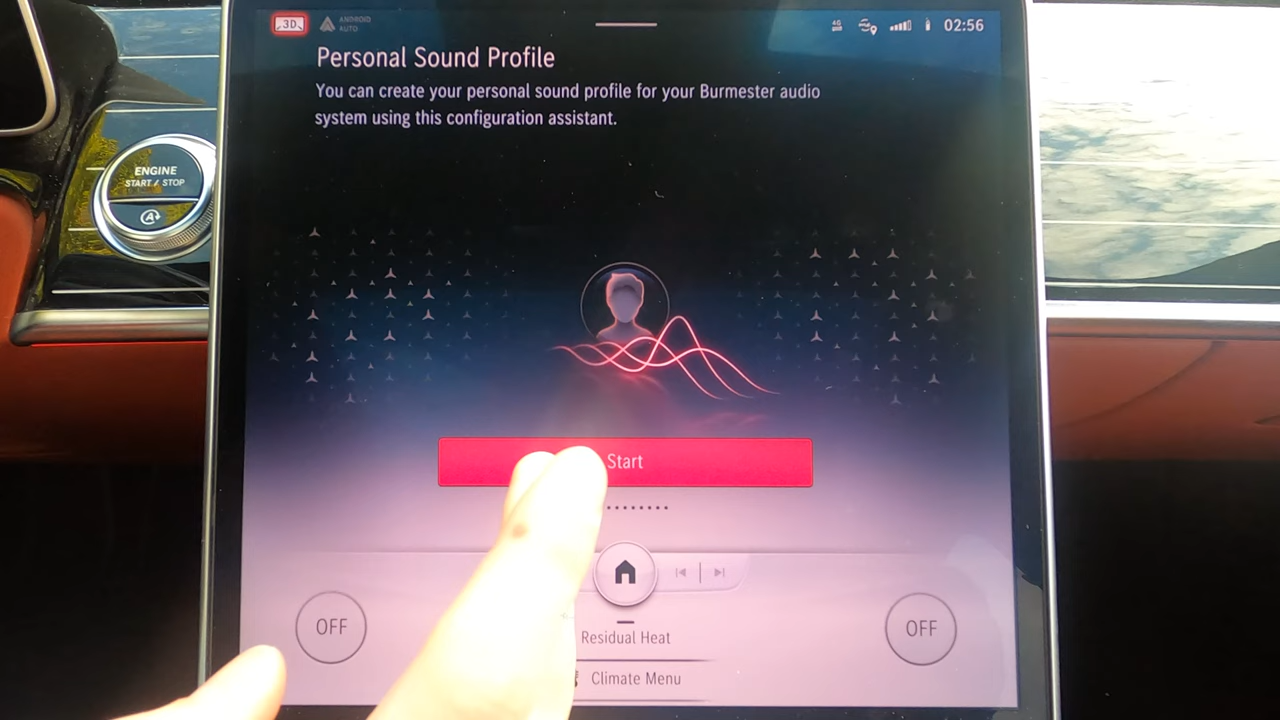 3D
ANDROID
AUTO
4G
02:56
Personal Sound Profile
You can create your personal sound profile for your Burmester audio
system using this configuration assistant.
ENGINE
START / STOP
A
Start
OFF
OFF
Residual Heat
Climate Menu